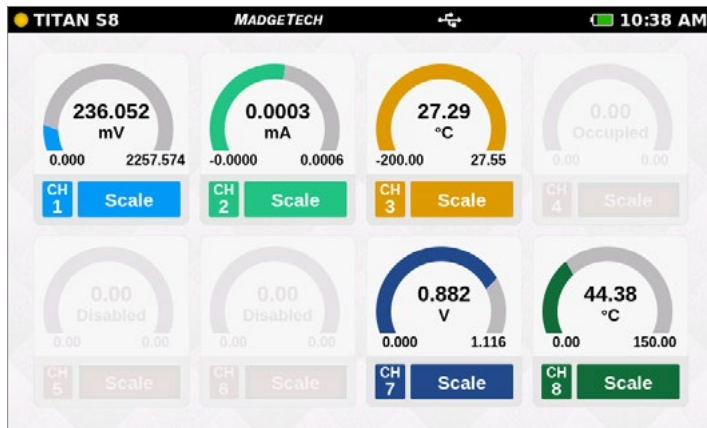 TITAN S8 MADGETECH 10:38 AM
236.052
mV
0.000 2257.574
CH 1 Scale
0.0003
mA
-0.0000 0.0006
CH 2 Scale
27.29
°C
-200.00 27.55
CH 3 Scale
0.00
Occupied
0.00 0.00
CH 4 Scale
0.00
Disabled
0.00 0.00
CH 5 Scale
0.00
Disabled
0.00 0.00
CH 6 Scale
0.882
V
0.000 1.116
CH 7 Scale
44.38
°C
0.00 150.00
CH 8 Scale